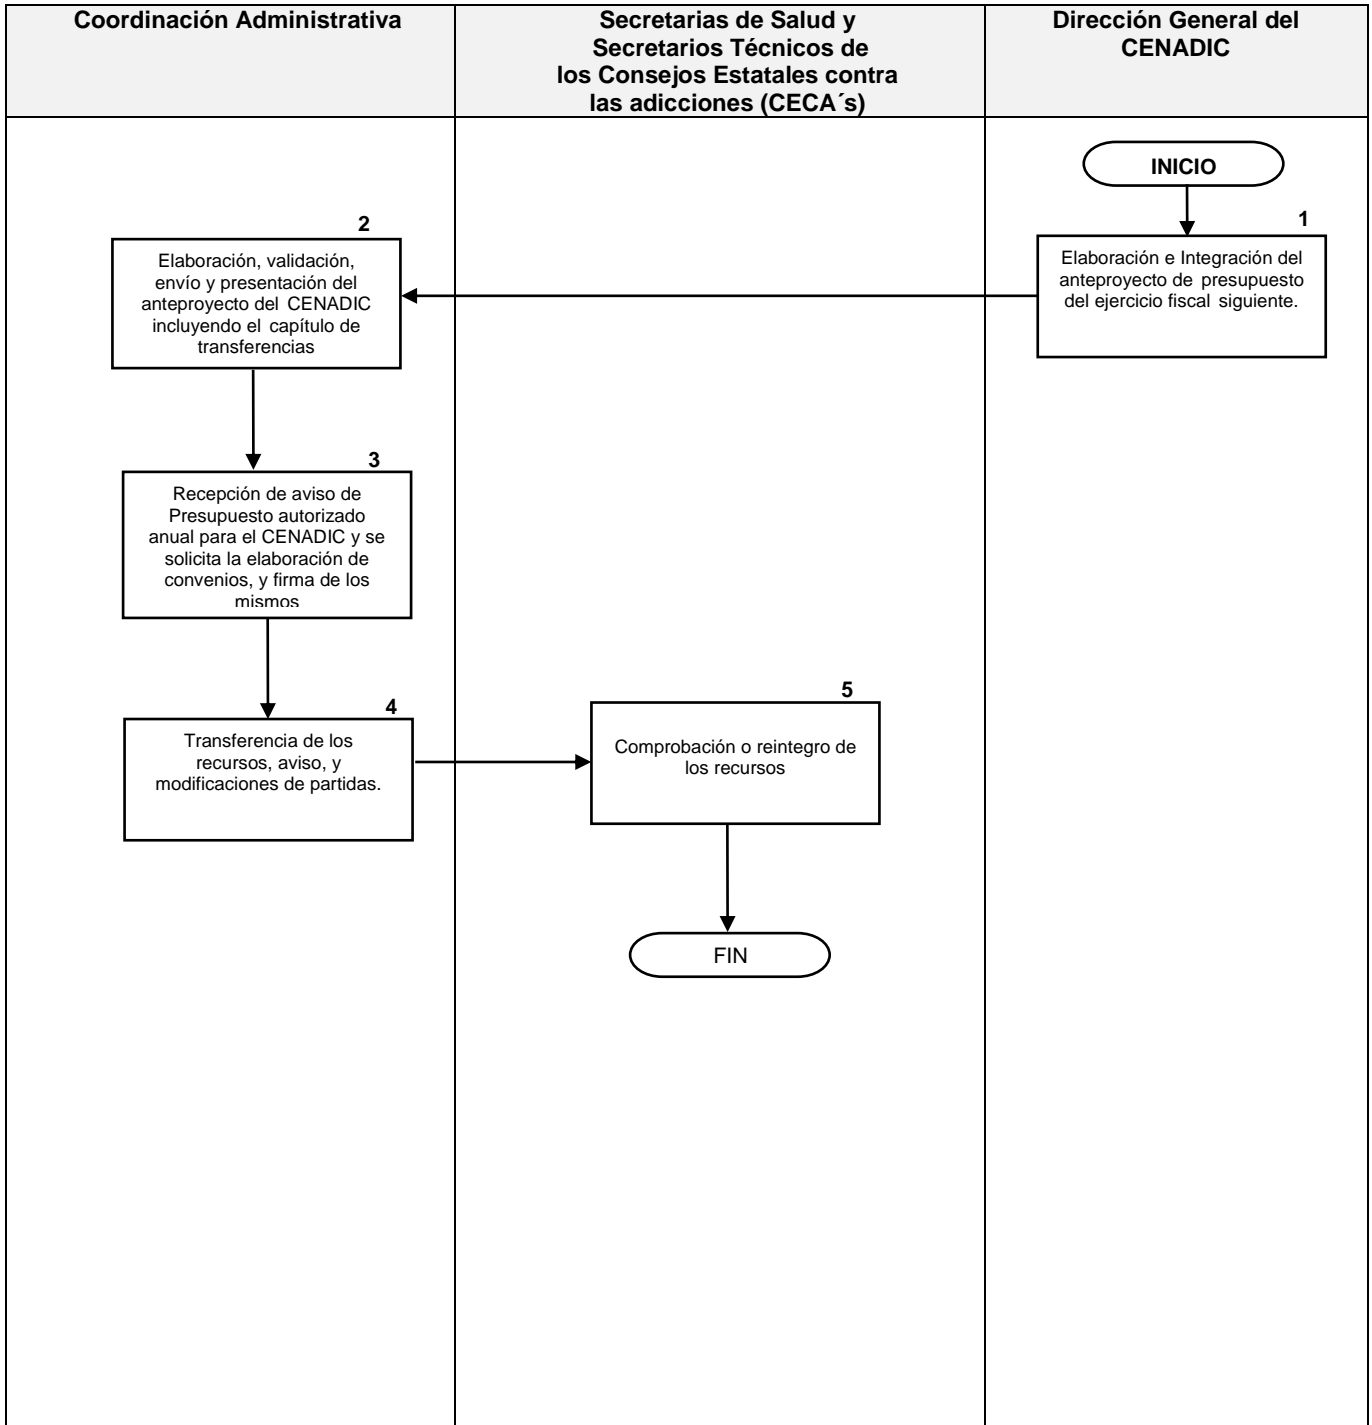 Coordinación Administrativa
Secretarias de Salud y
Secretarios Técnicos de
los Consejos Estatales contra
las adicciones (CECA´s)
Dirección General del
CENADIC
INICIO
1
Elaboración e Integración del
anteproyecto de presupuesto
del ejercicio fiscal siguiente.
2
Elaboración, validación,
envío y presentación del
anteproyecto del CENADIC
incluyendo el capítulo de
transferencias
3
Recepción de aviso de
Presupuesto autorizado
anual para el CENADIC y se
solicita la elaboración de
convenios, y firma de los
mismos
4
Transferencia de los
recursos, aviso, y
modificaciones de partidas.
5
Comprobación o reintegro de
los recursos
FIN